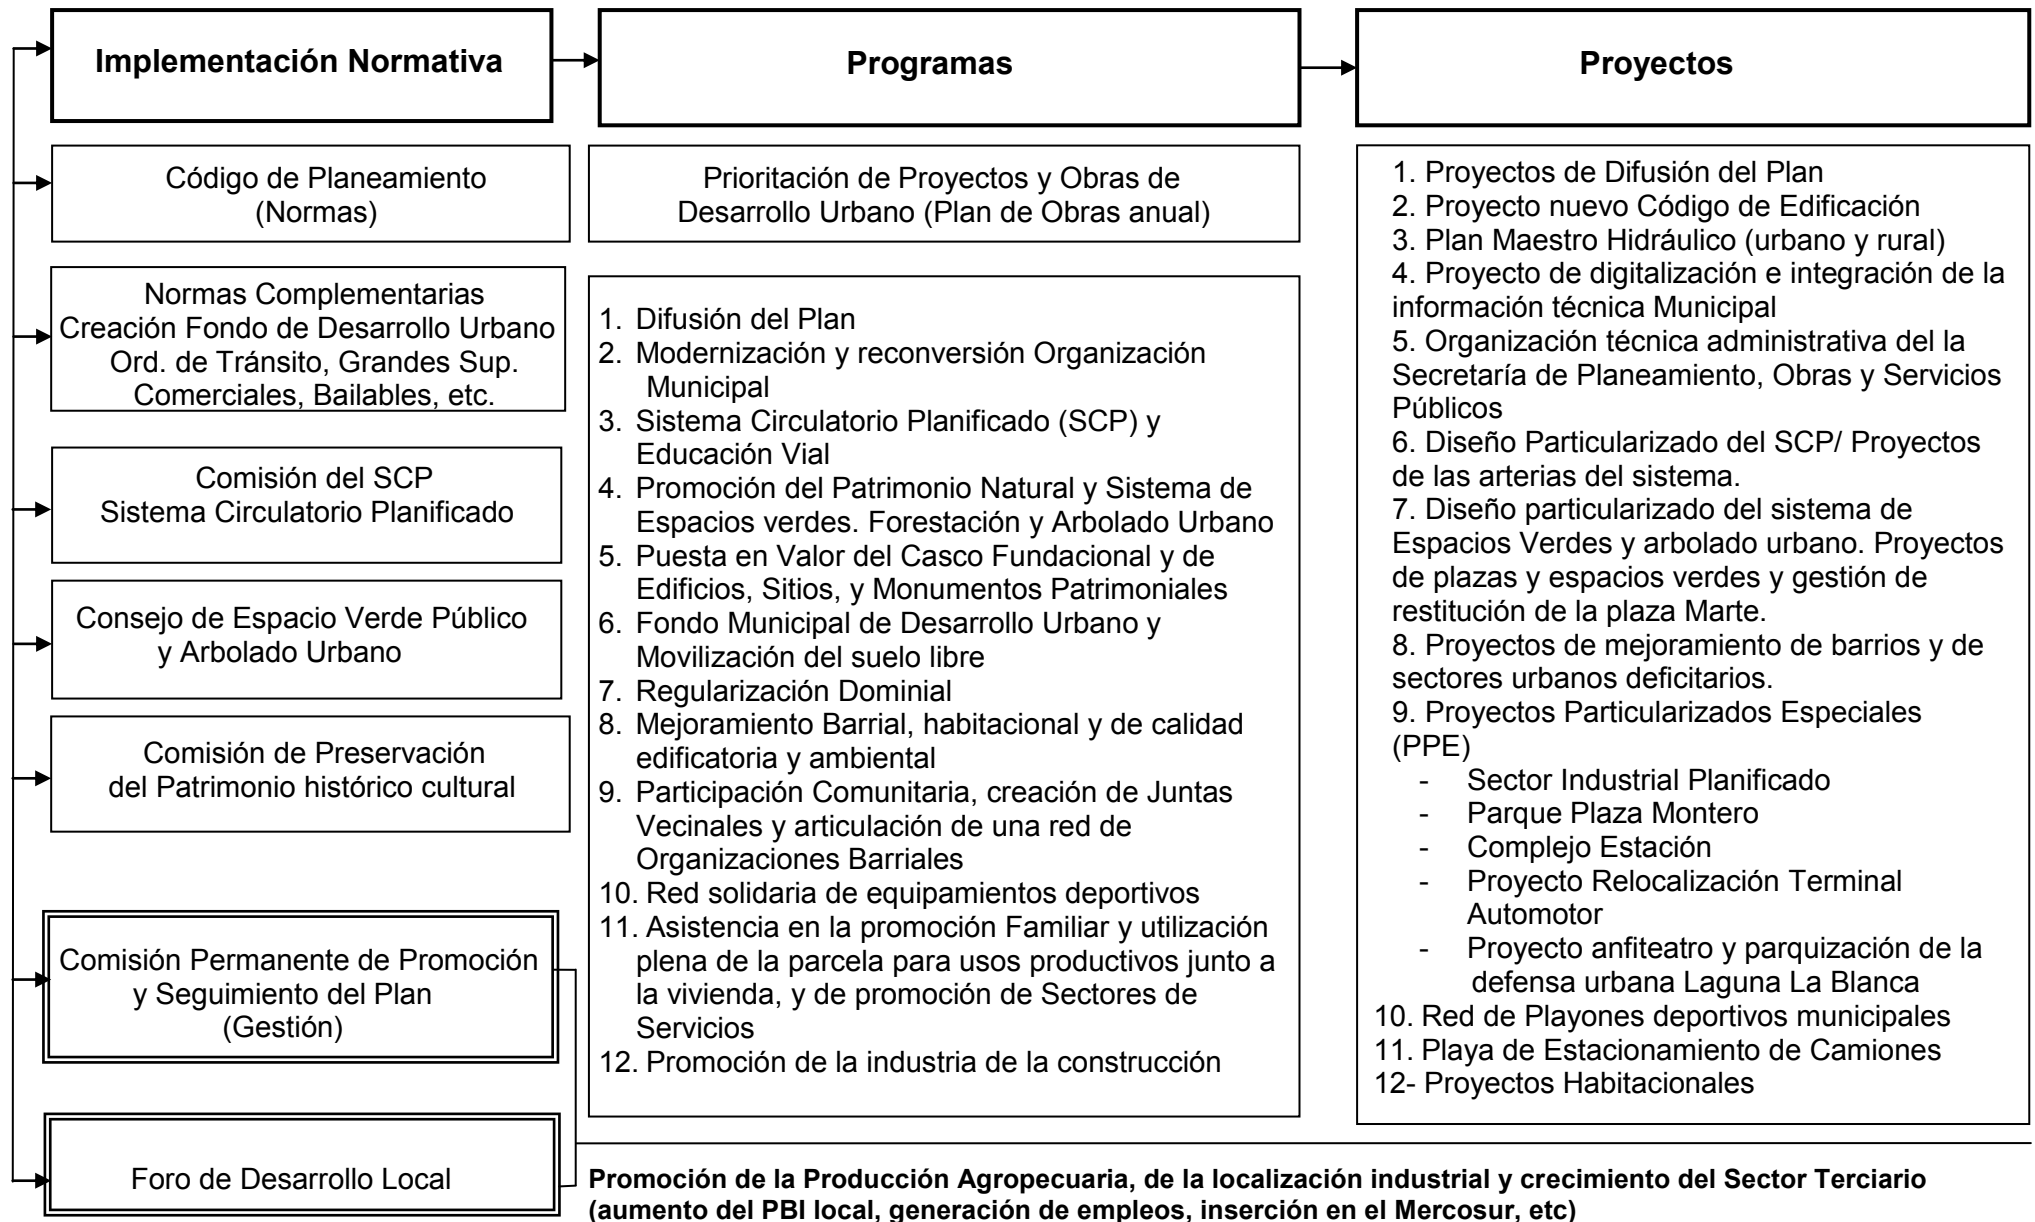 Implementación Normativa
Programas
Proyectos
Código de Planeamiento
(Normas)
Normas Complementarias
Creación Fondo de Desarrollo Urbano
Ord. de Tránsito, Grandes Sup.
Comerciales, Bailables, etc.
Comisión del SCP
Sistema Circulatorio Planificado
Consejo de Espacio Verde Público
y Arbolado Urbano
Comisión de Preservación
del Patrimonio histórico cultural
Comisión Permanente de Promoción
y Seguimiento del Plan
(Gestión)
Foro de Desarrollo Local
Prioritación de Proyectos y Obras de
Desarrollo Urbano (Plan de Obras anual)
1. Difusión del Plan
2. Modernización y reconversión Organización
Municipal
3. Sistema Circulatorio Planificado (SCP) y
Educación Vial
4. Promoción del Patrimonio Natural y Sistema de
Espacios verdes. Forestación y Arbolado Urbano
5. Puesta en Valor del Casco Fundacional y de
Edificios, Sitios, y Monumentos Patrimoniales
6. Fondo Municipal de Desarrollo Urbano y
Movilización del suelo libre
7. Regularización Dominial
8. Mejoramiento Barrial, habitacional y de calidad
edificatoria y ambiental
9. Participación Comunitaria, creación de Juntas
Vecinales y articulación de una red de
Organizaciones Barriales
10. Red solidaria de equipamientos deportivos
11. Asistencia en la promoción Familiar y utilización
plena de la parcela para usos productivos junto a
la vivienda, y de promoción de Sectores de
Servicios
12. Promoción de la industria de la construcción
1. Proyectos de Difusión del Plan
2. Proyecto nuevo Código de Edificación
3. Plan Maestro Hidráulico (urbano y rural)
4. Proyecto de digitalización e integración de la
información técnica Municipal
5. Organización técnica administrativa del la
Secretaría de Planeamiento, Obras y Servicios
Públicos
6. Diseño Particularizado del SCP/ Proyectos
de las arterias del sistema.
7. Diseño particularizado del sistema de
Espacios Verdes y arbolado urbano. Proyectos
de plazas y espacios verdes y gestión de
restitución de la plaza Marte.
8. Proyectos de mejoramiento de barrios y de
sectores urbanos deficitarios.
9. Proyectos Particularizados Especiales
(PPE)
- Sector Industrial Planificado
- Parque Plaza Montero
- Complejo Estación
- Proyecto Relocalización Terminal
Automotor
- Proyecto anfiteatro y parquización de la
defensa urbana Laguna La Blanca
10. Red de Playones deportivos municipales
11. Playa de Estacionamiento de Camiones
12- Proyectos Habitacionales
Promoción de la Producción Agropecuaria, de la localización industrial y crecimiento del Sector Terciario
(aumento del PBI local, generación de empleos, inserción en el Mercosur, etc)